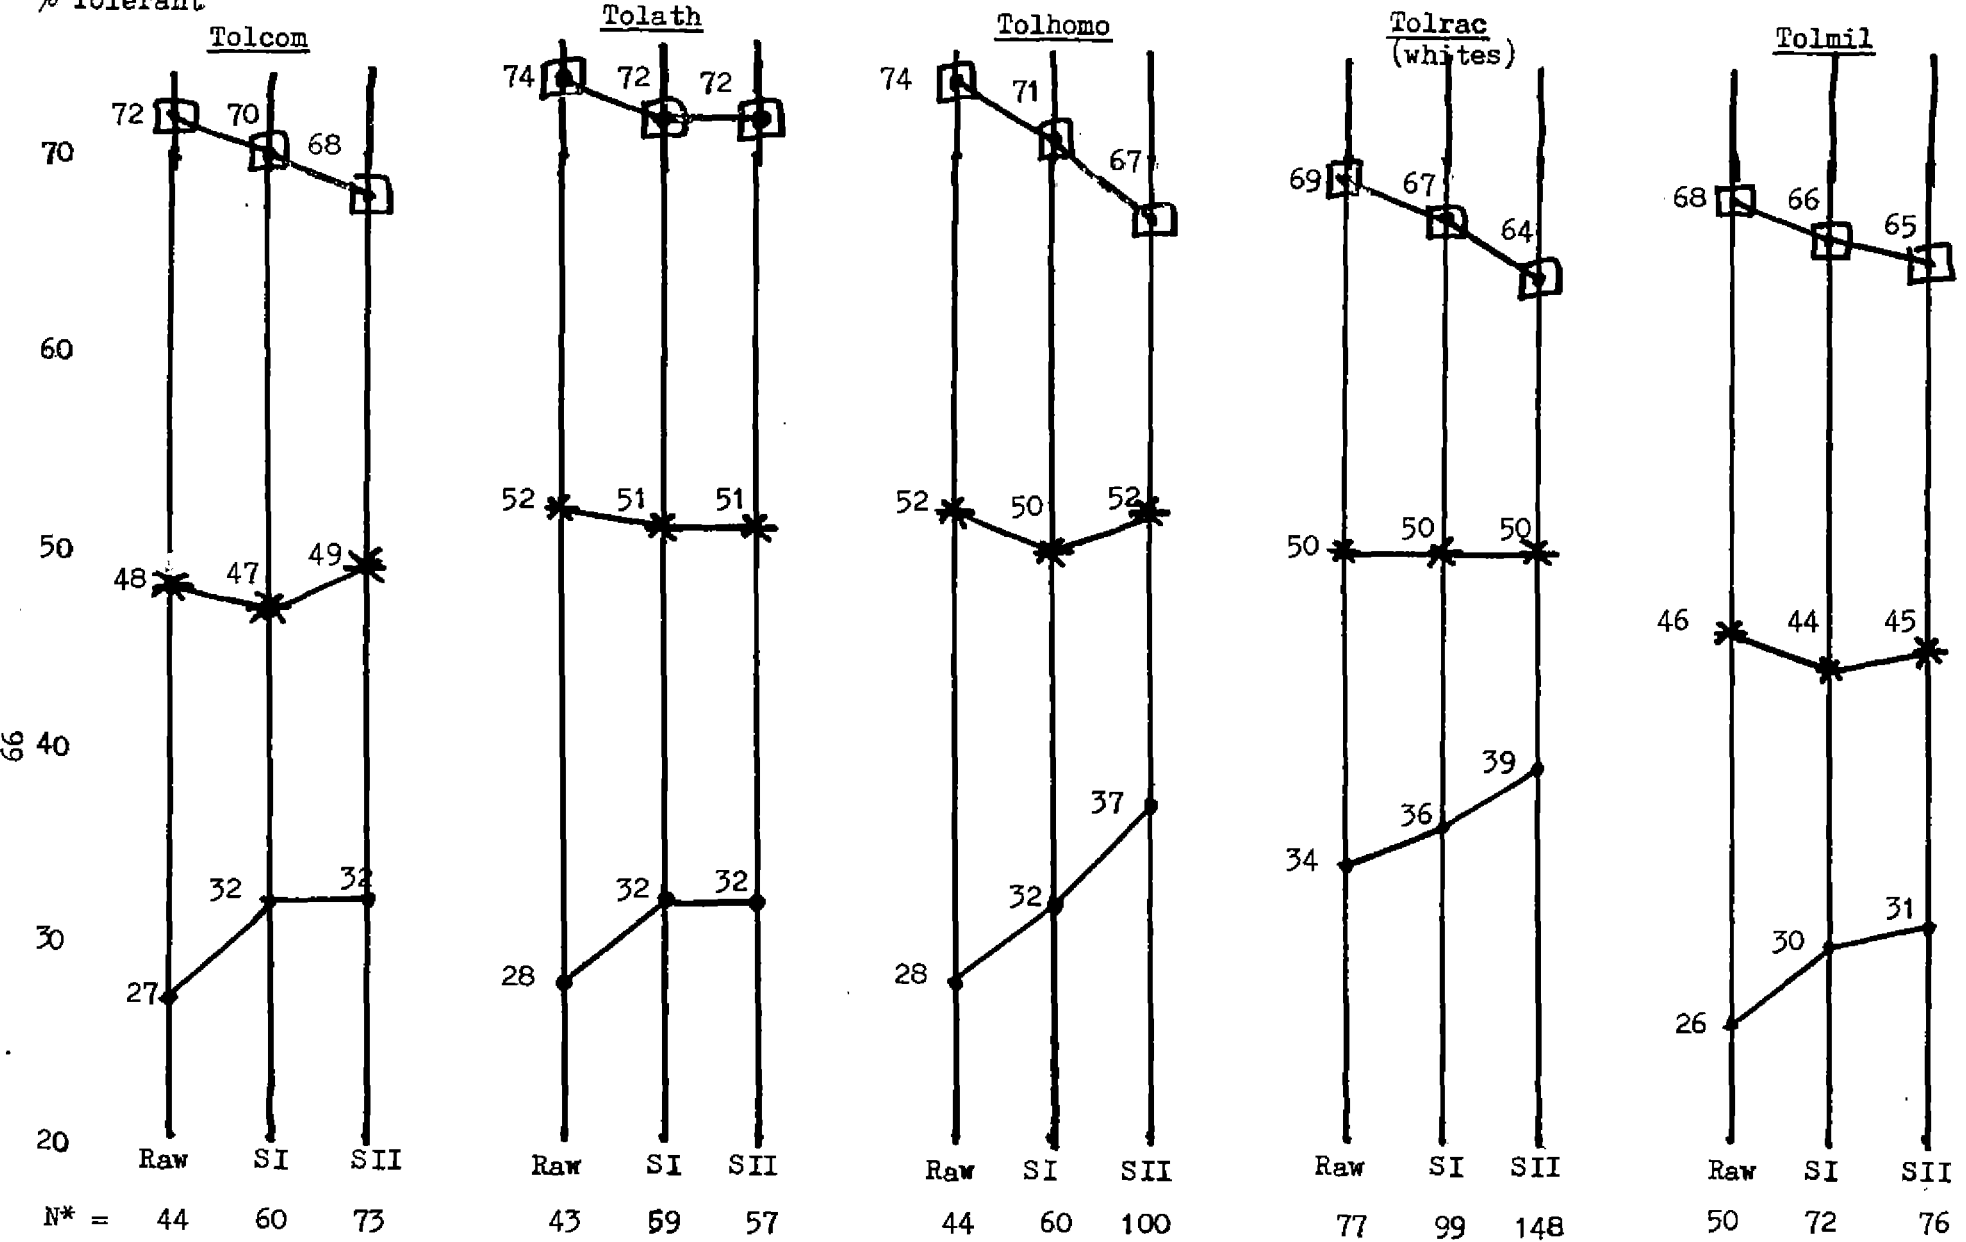 % Tolerant
Tolcom
Tolath
Tolhomo
Tolrac
(whites)
Tolmil
70
60
50
40
30
20
66
72 70 68
48 47 49
27 32 32
74 72 72
52 51 51
28 32 32
74 71 67
52 50 52
28 32 37
69 67 64
50 50 50
34 36 39
68 66 65
46 44 45
26 30 31
Raw SI SII Raw SI SII Raw SI SII Raw SI SII Raw SI SII
N* = 44 60 73 43 59 57 44 60 100 77 99 148 50 72 76